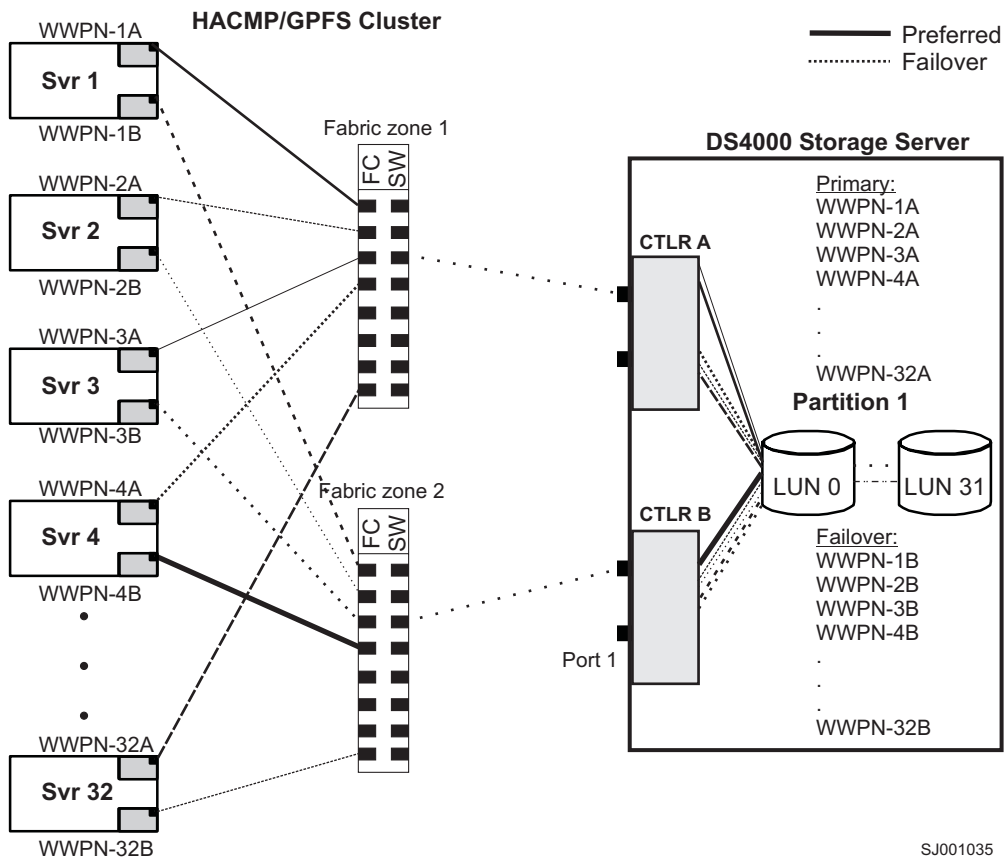 HACMP/GPFS Cluster
Preferred
Failover
WWPN-1A
Svr 1
WWPN-1B
WWPN-2A
Svr 2
WWPN-2B
WWPN-3A
Svr 3
WWPN-3B
WWPN-4A
Svr 4
WWPN-4B
WWPN-32A
Svr 32
WWPN-32B
Fabric zone 1
FC
SW
Fabric zone 2
FC
SW
DS4000 Storage Server
CTLR A
CTLR B
Port 1
Primary:
WWPN-1A
WWPN-2A
WWPN-3A
WWPN-4A
.
.
.
WWPN-32A
Partition 1
LUN 0
LUN 31
Failover:
WWPN-1B
WWPN-2B
WWPN-3B
WWPN-4B
.
.
.
WWPN-32B
SJ001035